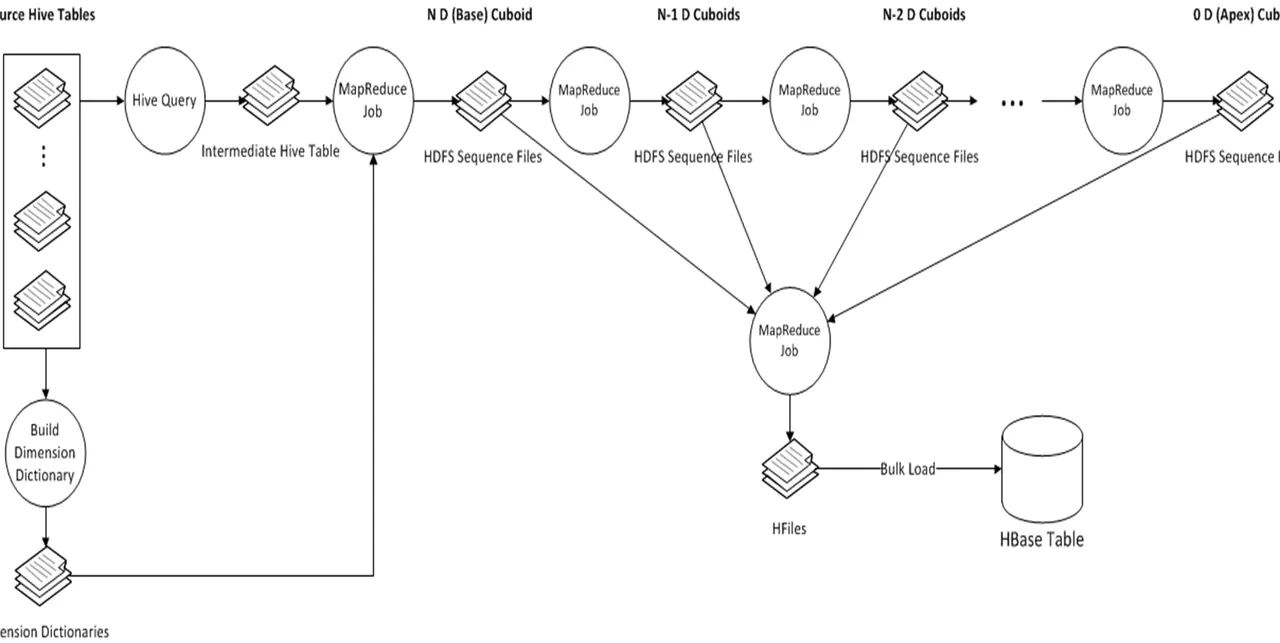 urce Hive Tables
N D (Base) Cuboid
N-1 D Cuboids
N-2 D Cuboids
0 D (Apex) Cub
Hive Query
Intermediate Hive Table
MapReduce
Job
HDFS Sequence Files
MapReduce
Job
HDFS Sequence Files
MapReduce
Job
HDFS Sequence Files
...
MapReduce
Job
HDFS Sequence F
MapReduce
Job
Build
Dimension
Dictionary
HFiles
Bulk Load
HBase Table
ension Dictionaries